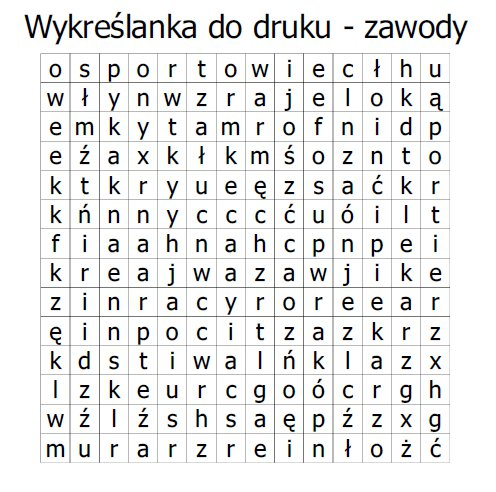 Wykreślanka do druku - zawody
o s p o r t o w i e c ł h u
w ł y n w z r a j e l o k ą
e m k y t a m r o f n i d p
e ź a x k ł k m ś o z n t o
k t k r y u e ę z s a ć k r
k ń n n y c c c ć u ó i l t
f i a a h n a h c p n p e i
k r e a j w a z a w j i k e
z i n r a c y r o r e e a r
ę i n p o c i t z a z k r z
k d s t i w a l ń k l a z x
l z k e u r c g o ó c r g h
w ź l ź s h s a ę p ź z x g
m u r a r z r e i n ł o ż ć